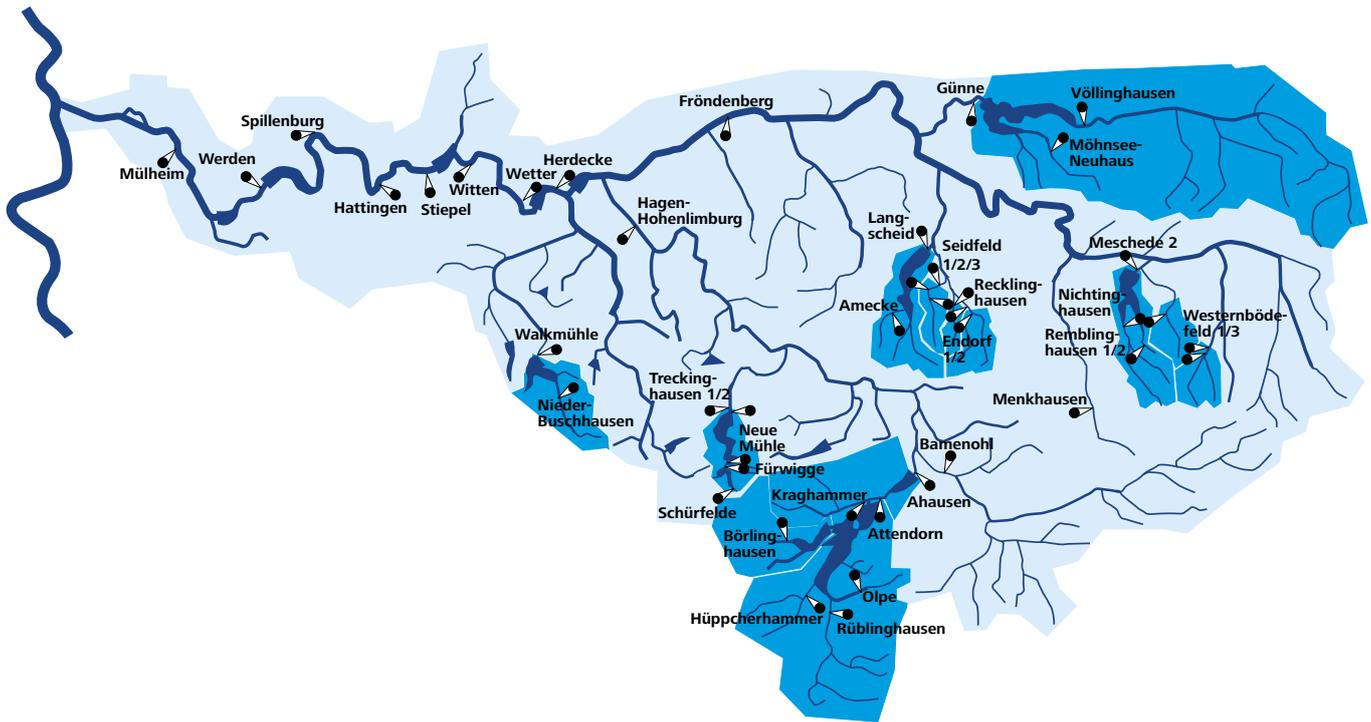 Günne
Völlinghausen
Fröndenberg
Spillenburg
Möhnsee-
Neuhaus
Werden
Herdecke
Mülheim
Wetter
Witten
Hattingen
Stiepel
Hagen-
Hohenlimburg
Lang-
scheid
Seidfeld
1/2/3
Meschede 2
Reckling-
hausen
Nichting-
hausen
Amecke
Westernböde-
feld 1/3
Walkmühle
Endorf
1/2
Rembling-
hausen 1/2
Trecking-
hausen 1/2
Menkhausen
Nieder-
Buschhausen
Neue
Mühle
Bamenohl
Fürwigge
Kraghammer
Ahausen
Schürfelde
Attendorn
Börling-
hausen
Olpe
Hüppcherhammer
Rüblinghausen